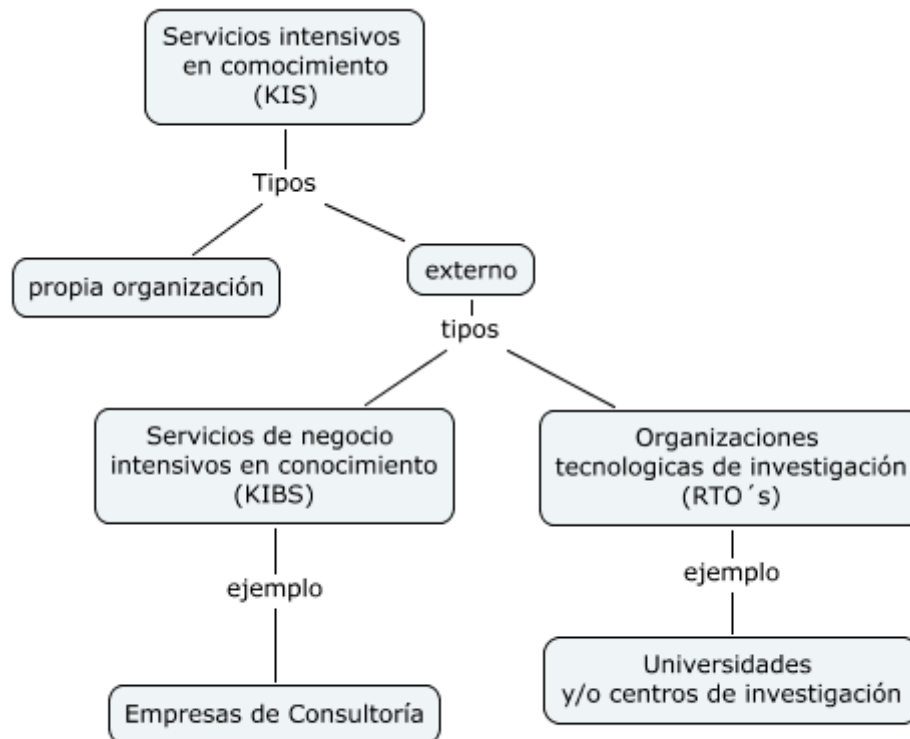 Servicios intensivos
en comocimiento
(KIS)
Tipos
propia organización
externo
tipos
Servicios de negocio
intensivos en conocimiento
(KIBS)
Organizaciones
tecnologicas de investigación
(RTO´s)
ejemplo
ejemplo
Empresas de Consultoría
Universidades
y/o centros de investigación